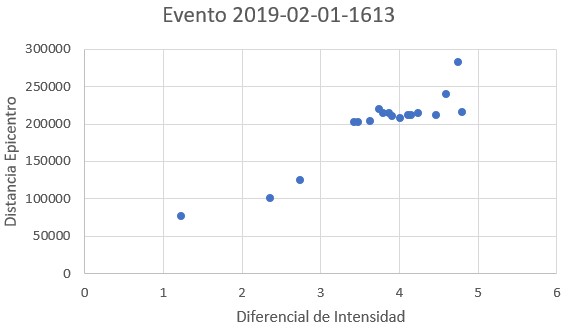 Evento 2019-02-01-1613
300000
250000
200000
150000
100000
50000
0
Distancia Epicentro
0 1 2 3 4 5 6
Diferencial de Intensidad